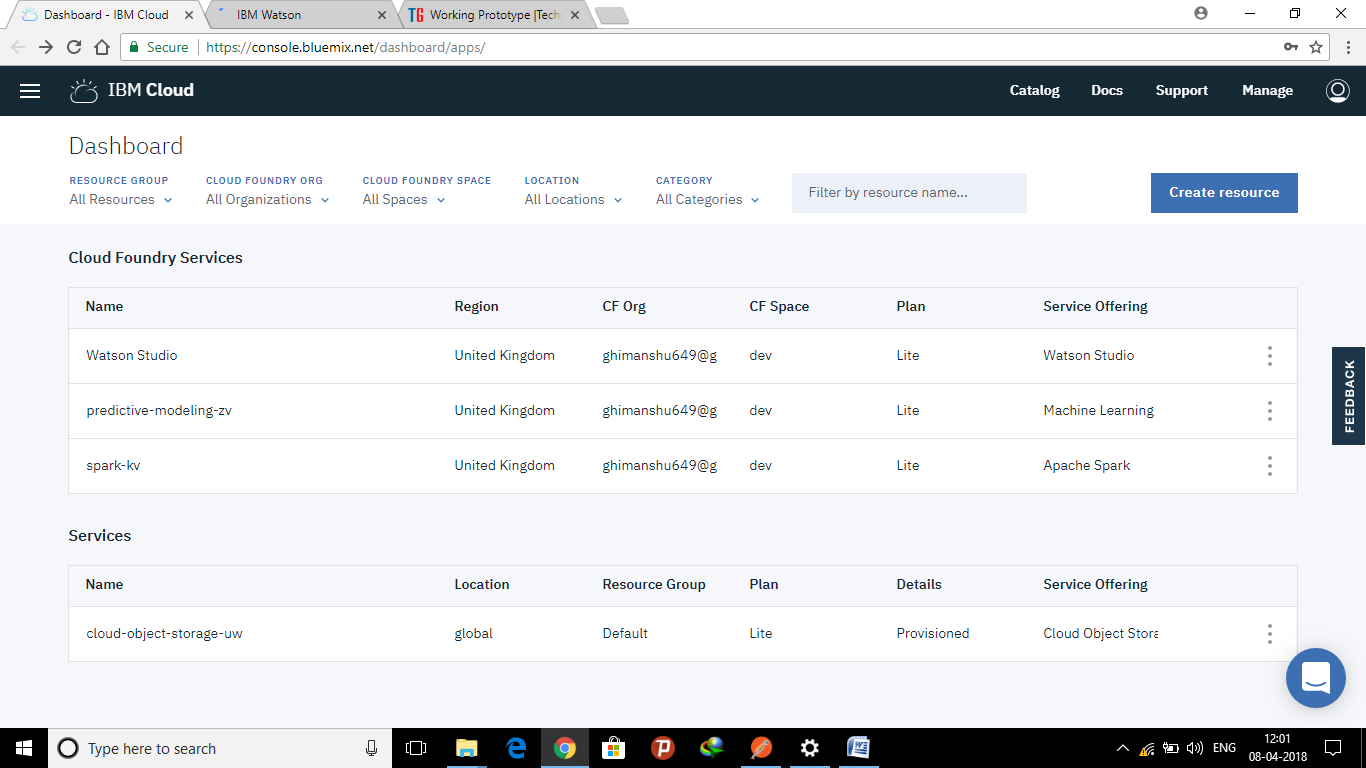 Dashboard - IBM Cloud
IBM Watson
Working Prototype |Tech
Secure
https://console.bluemix.net/dashboard/apps/
IBM Cloud
Catalog
Docs
Support
Manage
Dashboard
RESOURCE GROUP
All Resources
CLOUD FOUNDRY ORG
All Organizations
CLOUD FOUNDRY SPACE
All Spaces
LOCATION
All Locations
CATEGORY
All Categories
Filter by resource name...
Create resource
Cloud Foundry Services
Name Region CF Org CF Space Plan Service Offering
Watson Studio United Kingdom ghimanshu649@g dev Lite Watson Studio
predictive-modeling-zv United Kingdom ghimanshu649@g dev Lite Machine Learning
spark-kv United Kingdom ghimanshu649@g dev Lite Apache Spark
FEEDBACK
Services
Name Location Resource Group Plan Details Service Offering
cloud-object-storage-uw global Default Lite Provisioned Cloud Object Stora
Type here to search
ENG
12:01
08-04-2018